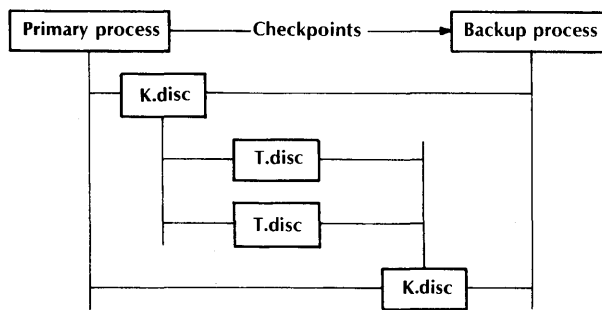 Primary process
Checkpoints
Backup process
K.disc
T.disc
T.disc
K.disc